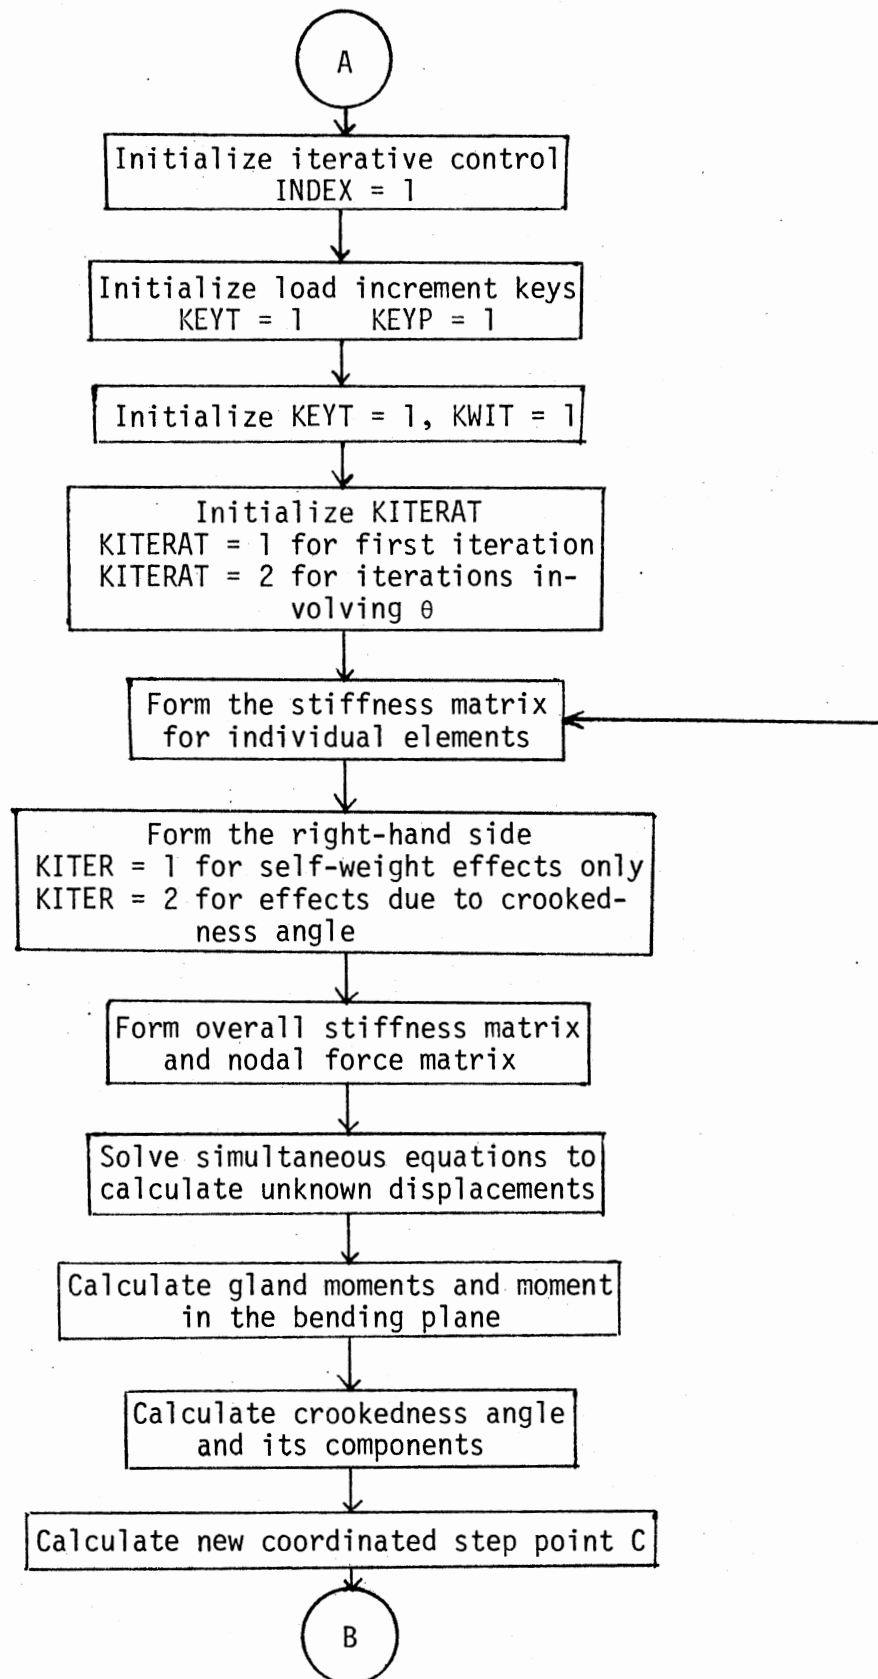 A
Initialize iterative control
INDEX = 1
Initialize load increment keys
KEYT = 1 KEYP = 1
Initialize KEYT = 1, KWIT = 1
Initialize KITERAT
KITERAT = 1 for first iteration
KITERAT = 2 for iterations in-
volving θ
Form the stiffness matrix
for individual elements
Form the right-hand side
KITER = 1 for self-weight effects only
KITER = 2 for effects due to crooked-
ness angle
Form overall stiffness matrix
and nodal force matrix
Solve simultaneous equations to
calculate unknown displacements
Calculate gland moments and moment
in the bending plane
Calculate crookedness angle
and its components
Calculate new coordinated step point C
B